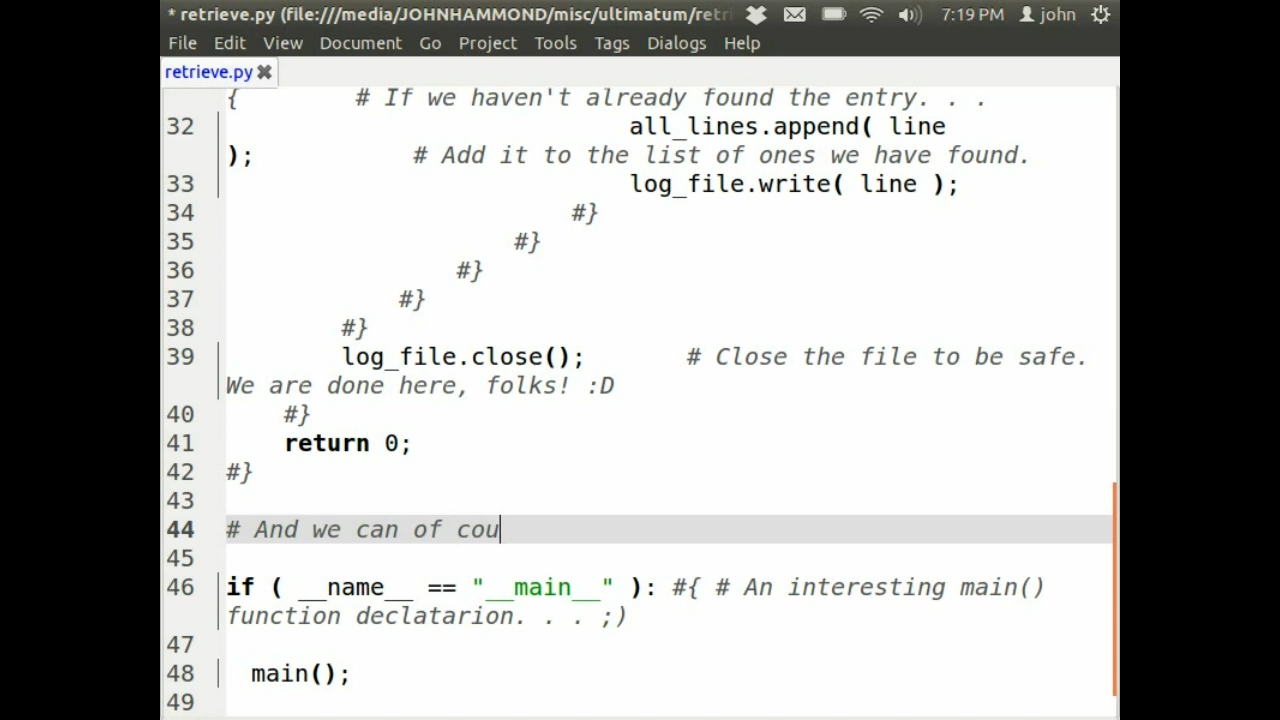 * retrieve.py (file:///media/JOHNHAMMOND/misc/ultimatum/retr
7:19 PM john
File Edit View Document Go Project Tools Tags Dialogs Help
retrieve.py
{ # If we haven't already found the entry. . .
32 all_lines.append( line
); # Add it to the list of ones we have found.
33 log_file.write( line );
34 #}
35 #}
36 #}
37 #}
38 #}
39 log_file.close(); # Close the file to be safe.
We are done here, folks! :D
40 #}
41 return 0;
42 #}
43
44 # And we can of cou
45
46 if ( __name__ == "__main__" ): #{ # An interesting main()
function declatarion. . . ;)
47
48 main();
49